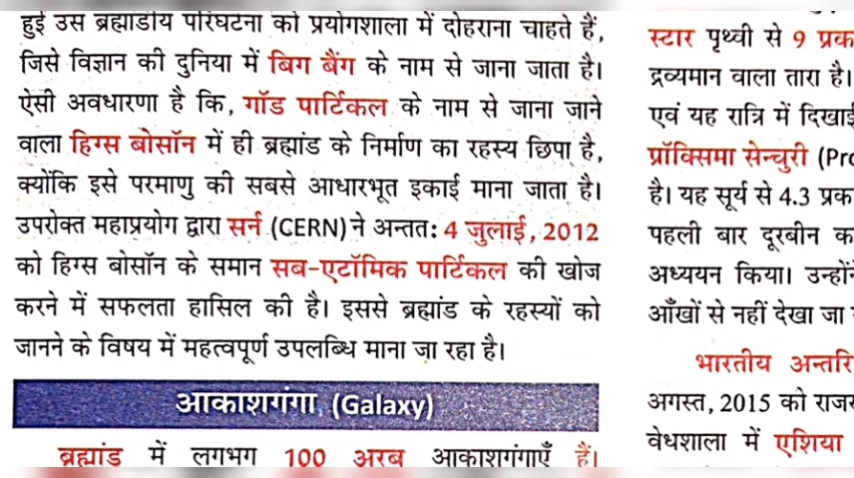 हुई उस ब्रह्मांडीय परिघटना को प्रयोगशाला में दोहराना चाहते हैं,
जिसे विज्ञान की दुनिया में बिग बैंग के नाम से जाना जाता है।
ऐसी अवधारणा है कि, गॉड पार्टिकल के नाम से जाना जाने
वाला हिग्स बोसॉन में ही ब्रह्मांड के निर्माण का रहस्य छिपा है,
क्योंकि इसे परमाणु की सबसे आधारभूत इकाई माना जाता है।
उपरोक्त महाप्रयोग द्वारा सर्न (CERN) ने अन्ततः 4 जुलाई, 2012
को हिग्स बोसॉन के समान सब-एटॉमिक पार्टिकल की खोज
करने में सफलता हासिल की है। इससे ब्रह्मांड के रहस्यों को
जानने के विषय में महत्वपूर्ण उपलब्धि माना जा रहा है।
आकाशगंगा (Galaxy)
ब्रह्मांड में लगभग 100 अरब आकाशगंगाएँ हैं।
स्टार पृथ्वी से 9 प्रक
द्रव्यमान वाला तारा है।
एवं यह रात्रि में दिखाई
प्रॉक्सिमा सेन्चुरी (Pro
है। यह सूर्य से 4.3 प्रक
पहली बार दूरबीन क
अध्ययन किया। उन्होंने
आँखों से नहीं देखा जा
भारतीय अन्तरि
अगस्त, 2015 को राजस
वेधशाला में एशिया